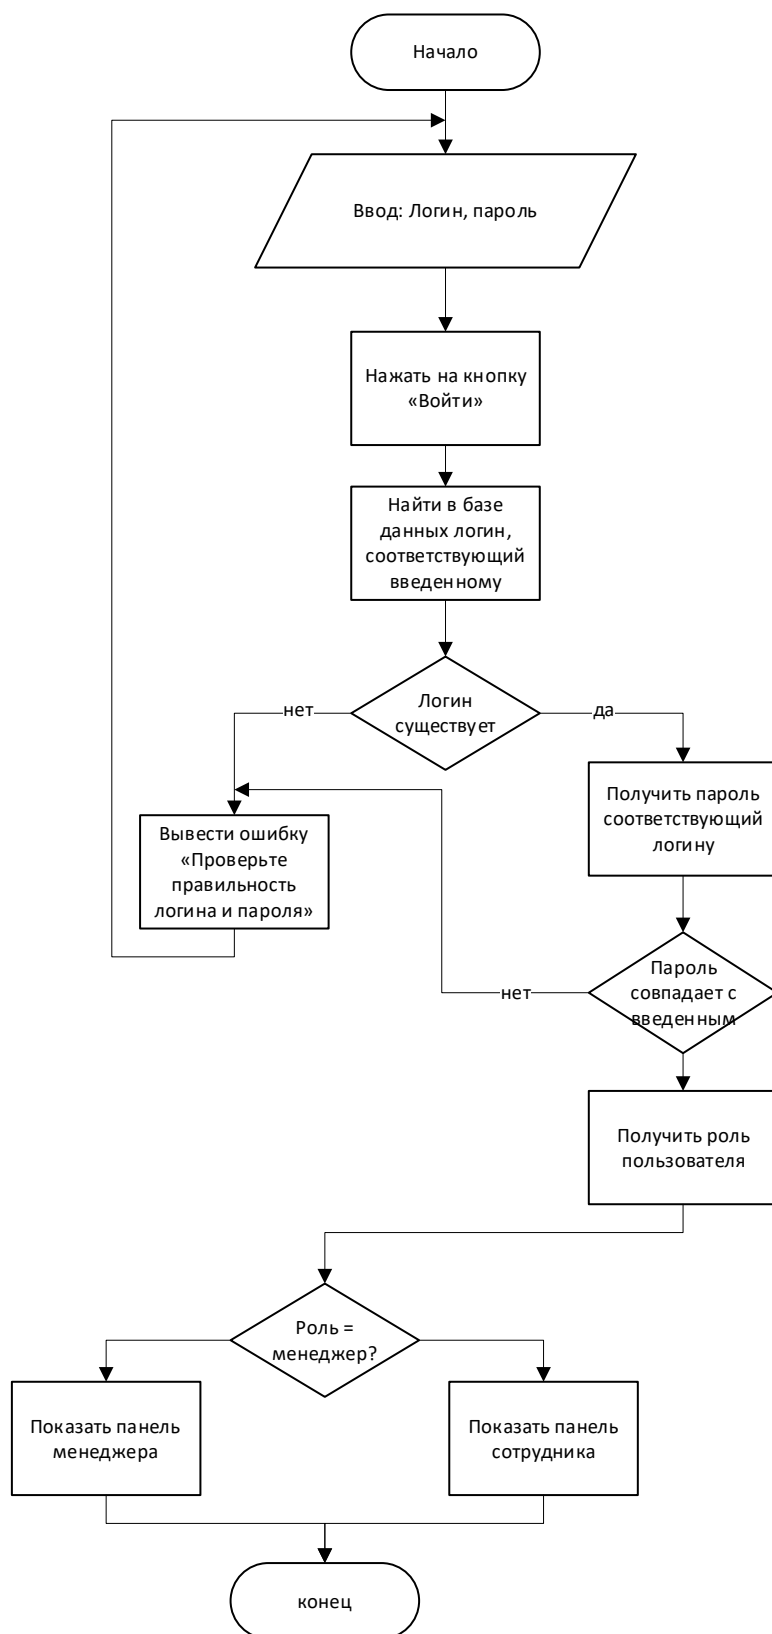 Начало
Ввод: Логин, пароль
Нажать на кнопку
«Войти»
Найти в базе
данных логин,
соответствующий
введенному
Логин
существует
нет
да
Получить пароль
соответствующий
логину
Вывести ошибку
«Проверьте
правильность
логина и пароля»
Пароль
совпадает с
введенным
нет
Получить роль
пользователя
Роль =
менеджер?
Показать панель
менеджера
Показать панель
сотрудника
конец